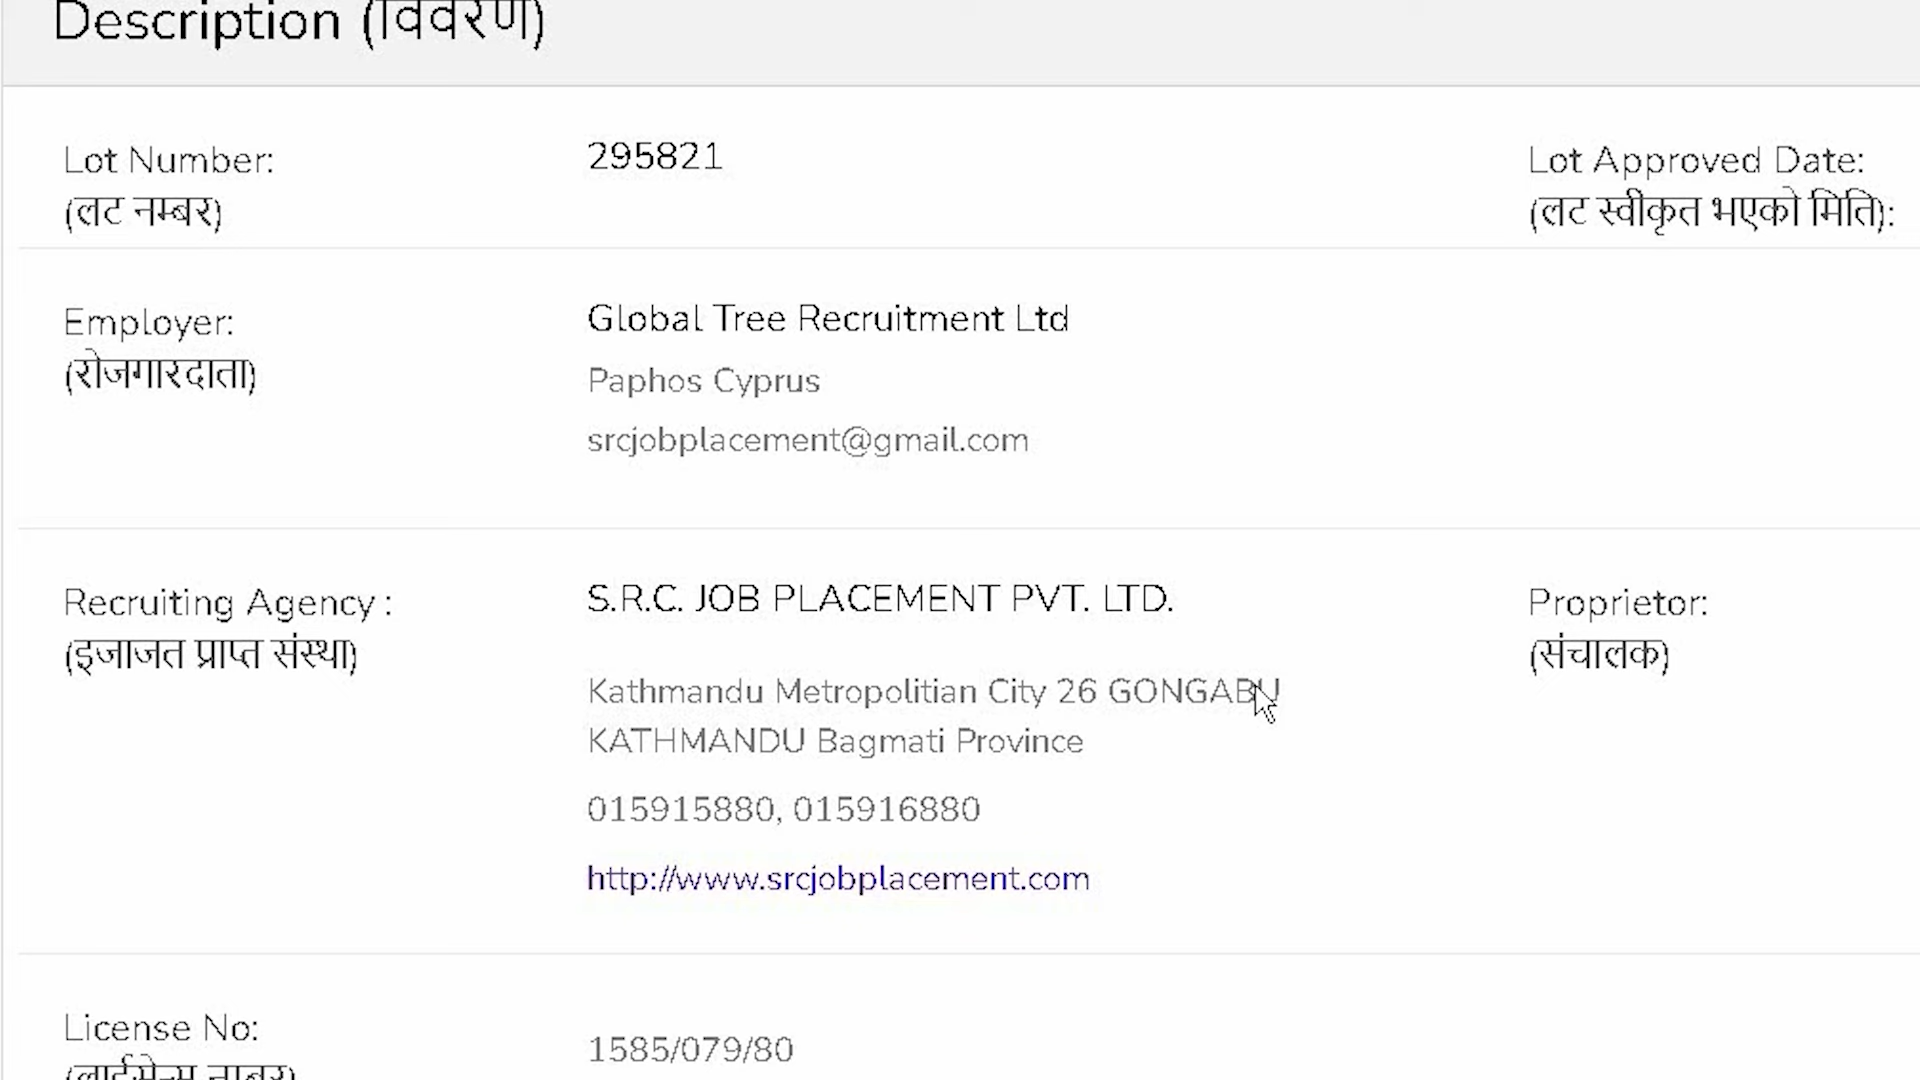 Description (विवरण)
Lot Number:
(लट नम्बर)
295821
Lot Approved Date:
(लट स्वीकृत भएको मिति):
Employer:
(रोजगारदाता)
Global Tree Recruitment Ltd
Paphos Cyprus
srcjobplacement@gmail.com
Recruiting Agency :
(इजाजत प्राप्त संस्था)
S.R.C. JOB PLACEMENT PVT. LTD.
Kathmandu Metropolitian City 26 GONGABU
KATHMANDU Bagmati Province
015915880, 015916880
http://www.srcjobplacement.com
Proprietor:
(संचालक)
License No:
1585/079/80